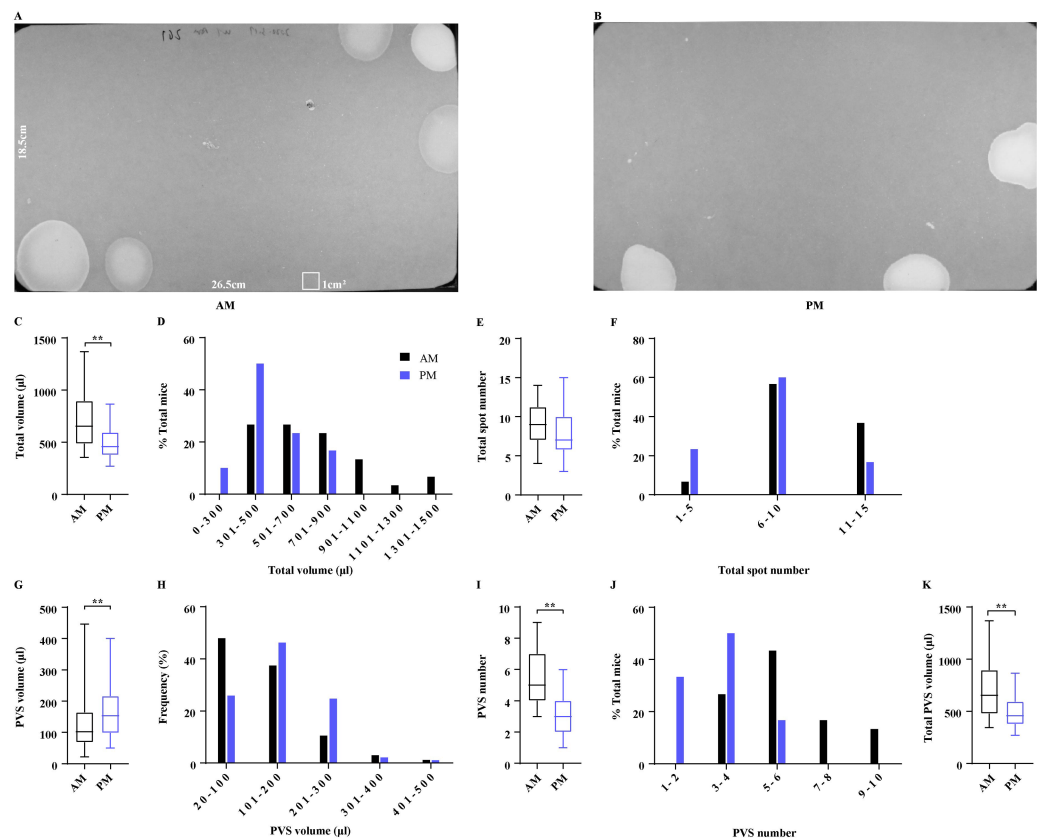 A
B
18.5cm
26.5cm
1cm²
AM
PM
C
Total volume (µl)
1500
1000
500
0
**
AM
PM
D
% Total mice
60
40
20
0
AM
PM
0-300
301-500
501-700
701-900
901-1100
1101-1300
1301-1500
Total volume (µl)
E
Total spot number
20
15
10
5
0
AM
PM
F
% Total mice
80
60
40
20
0
1-5
6-10
11-15
Total spot number
G
PVS volume (µl)
500
400
300
200
100
0
**
AM
PM
H
Frequency (%)
60
40
20
0
20-100
101-200
201-300
301-400
401-500
PVS volume (µl)
I
PVS number
10
8
6
4
2
0
**
AM
PM
J
% Total mice
60
40
20
0
1-2
3-4
5-6
7-8
9-10
PVS number
K
Total PVS volume (µl)
1500
1000
500
0
**
AM
PM